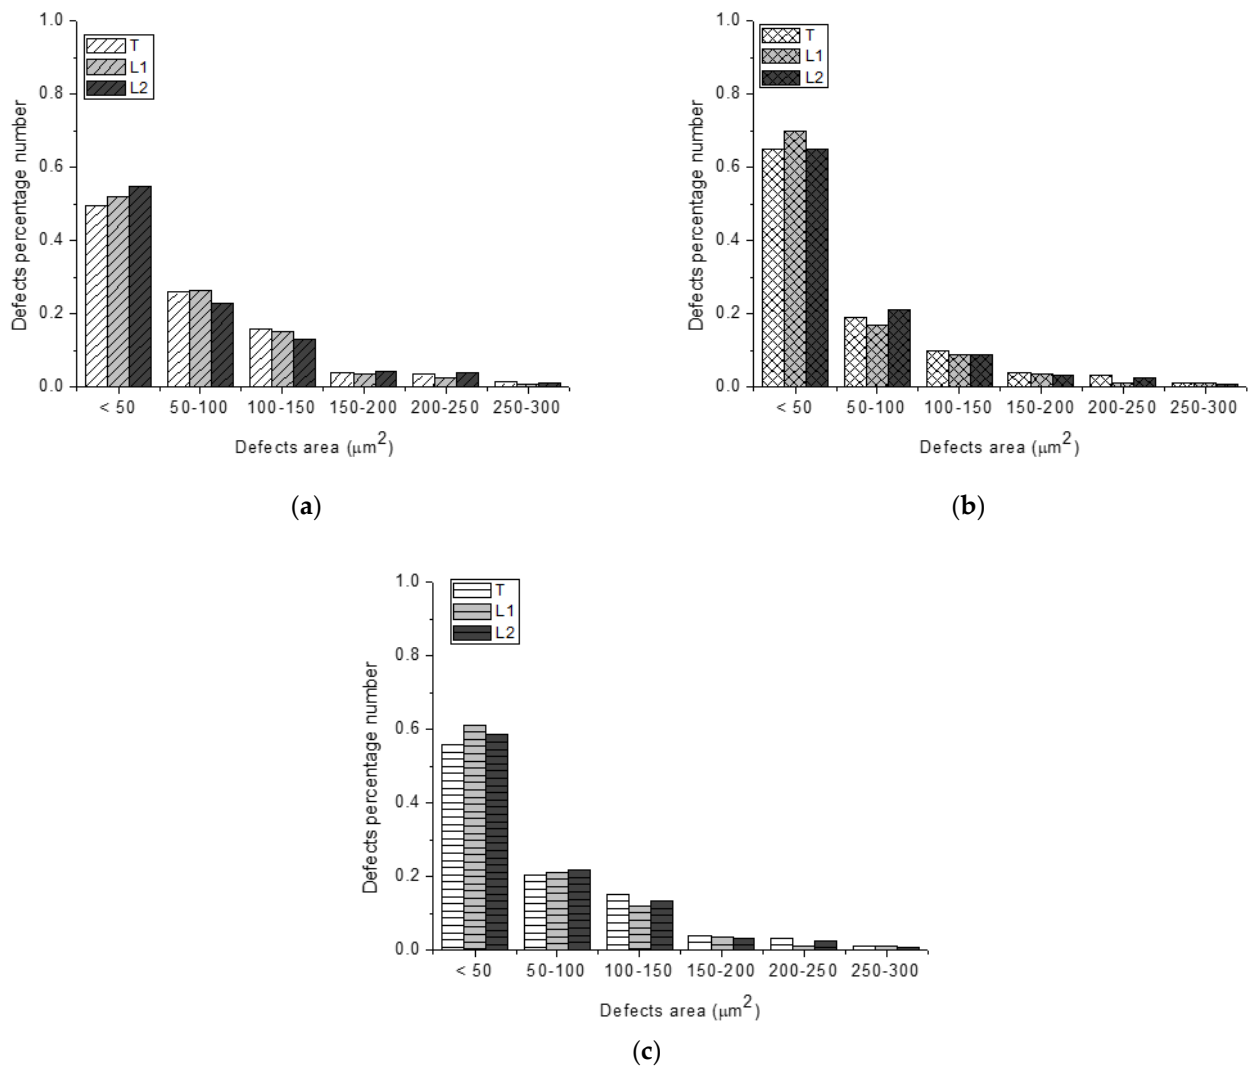 1.0
0.8
0.6
0.4
0.2
0.0
Defects percentage number
T
L1
L2
< 50 50-100 100-150 150-200 200-250 250-300
Defects area (μm2)
(a)
1.0
0.8
0.6
0.4
0.2
0.0
Defects percentage number
T
L1
L2
< 50 50-100 100-150 150-200 200-250 250-300
Defects area (μm2)
(b)
1.0
0.8
0.6
0.4
0.2
0.0
Defects percentage number
T
L1
L2
< 50 50-100 100-150 150-200 200-250 250-300
Defects area (μm2)
(c)